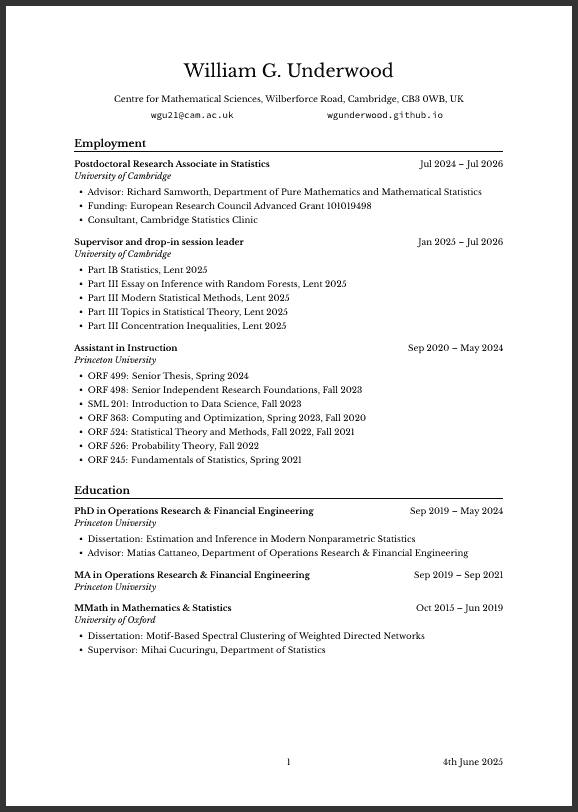 William G. Underwood
Centre for Mathematical Sciences, Wilberforce Road, Cambridge, CB3 0WB, UK
wgu21@cam.ac.uk wgunderwood.github.io
Employment
Postdoctoral Research Associate in Statistics Jul 2024 – Jul 2026
University of Cambridge
• Advisor: Richard Samworth, Department of Pure Mathematics and Mathematical Statistics
• Funding: European Research Council Advanced Grant 101019498
• Consultant, Cambridge Statistics Clinic
Supervisor and drop-in session leader Jan 2025 – Jul 2026
University of Cambridge
• Part IB Statistics, Lent 2025
• Part III Essay on Inference with Random Forests, Lent 2025
• Part III Modern Statistical Methods, Lent 2025
• Part III Topics in Statistical Theory, Lent 2025
• Part III Concentration Inequalities, Lent 2025
Assistant in Instruction Sep 2020 – May 2024
Princeton University
• ORF 499: Senior Thesis, Spring 2024
• ORF 498: Senior Independent Research Foundations, Fall 2023
• SML 201: Introduction to Data Science, Fall 2023
• ORF 363: Computing and Optimization, Spring 2023, Fall 2020
• ORF 524: Statistical Theory and Methods, Fall 2022, Fall 2021
• ORF 526: Probability Theory, Fall 2022
• ORF 245: Fundamentals of Statistics, Spring 2021
Education
PhD in Operations Research & Financial Engineering Sep 2019 – May 2024
Princeton University
• Dissertation: Estimation and Inference in Modern Nonparametric Statistics
• Advisor: Matias Cattaneo, Department of Operations Research & Financial Engineering
MA in Operations Research & Financial Engineering Sep 2019 – Sep 2021
Princeton University
MMath in Mathematics & Statistics Oct 2015 – Jun 2019
University of Oxford
• Dissertation: Motif-Based Spectral Clustering of Weighted Directed Networks
• Supervisor: Mihai Cucuringu, Department of Statistics
1 4th June 2025